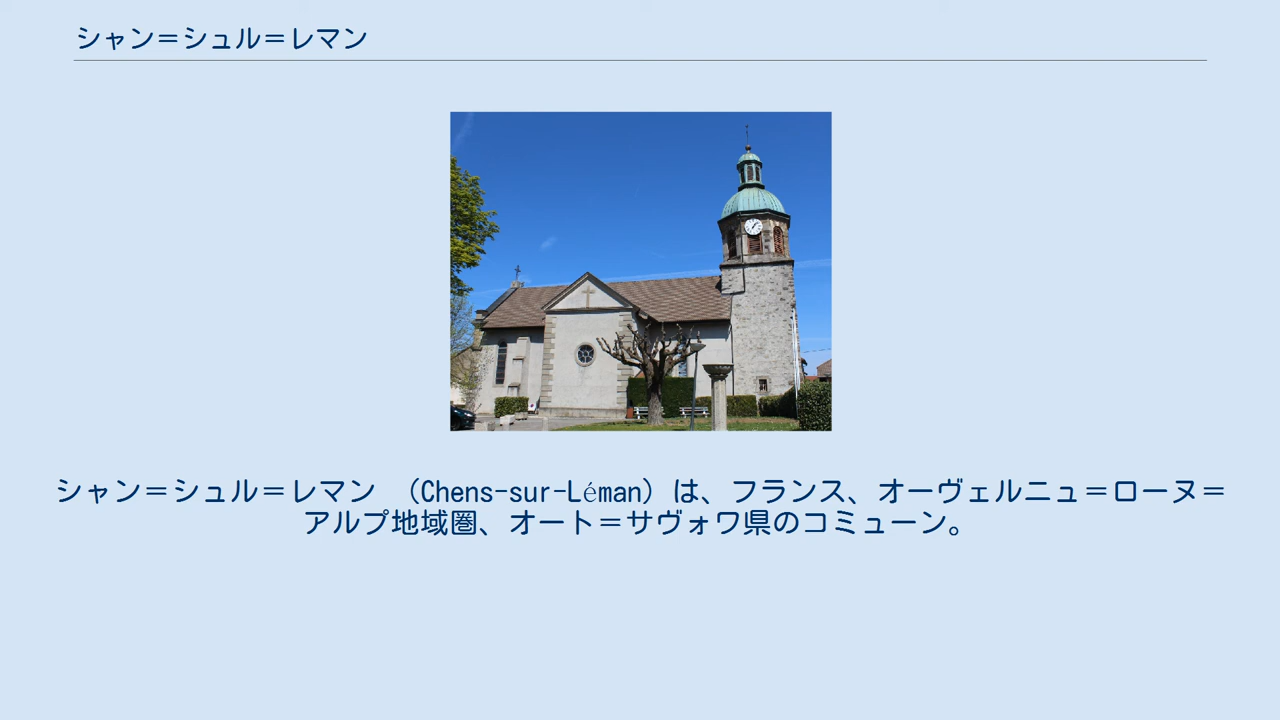 シャン＝シュル＝レマン
シャン＝シュル＝レマン （Chens-sur-Léman）は、フランス、オーヴェルニュ＝ローヌ＝
アルプ地域圏、オート＝サヴォワ県のコミューン。